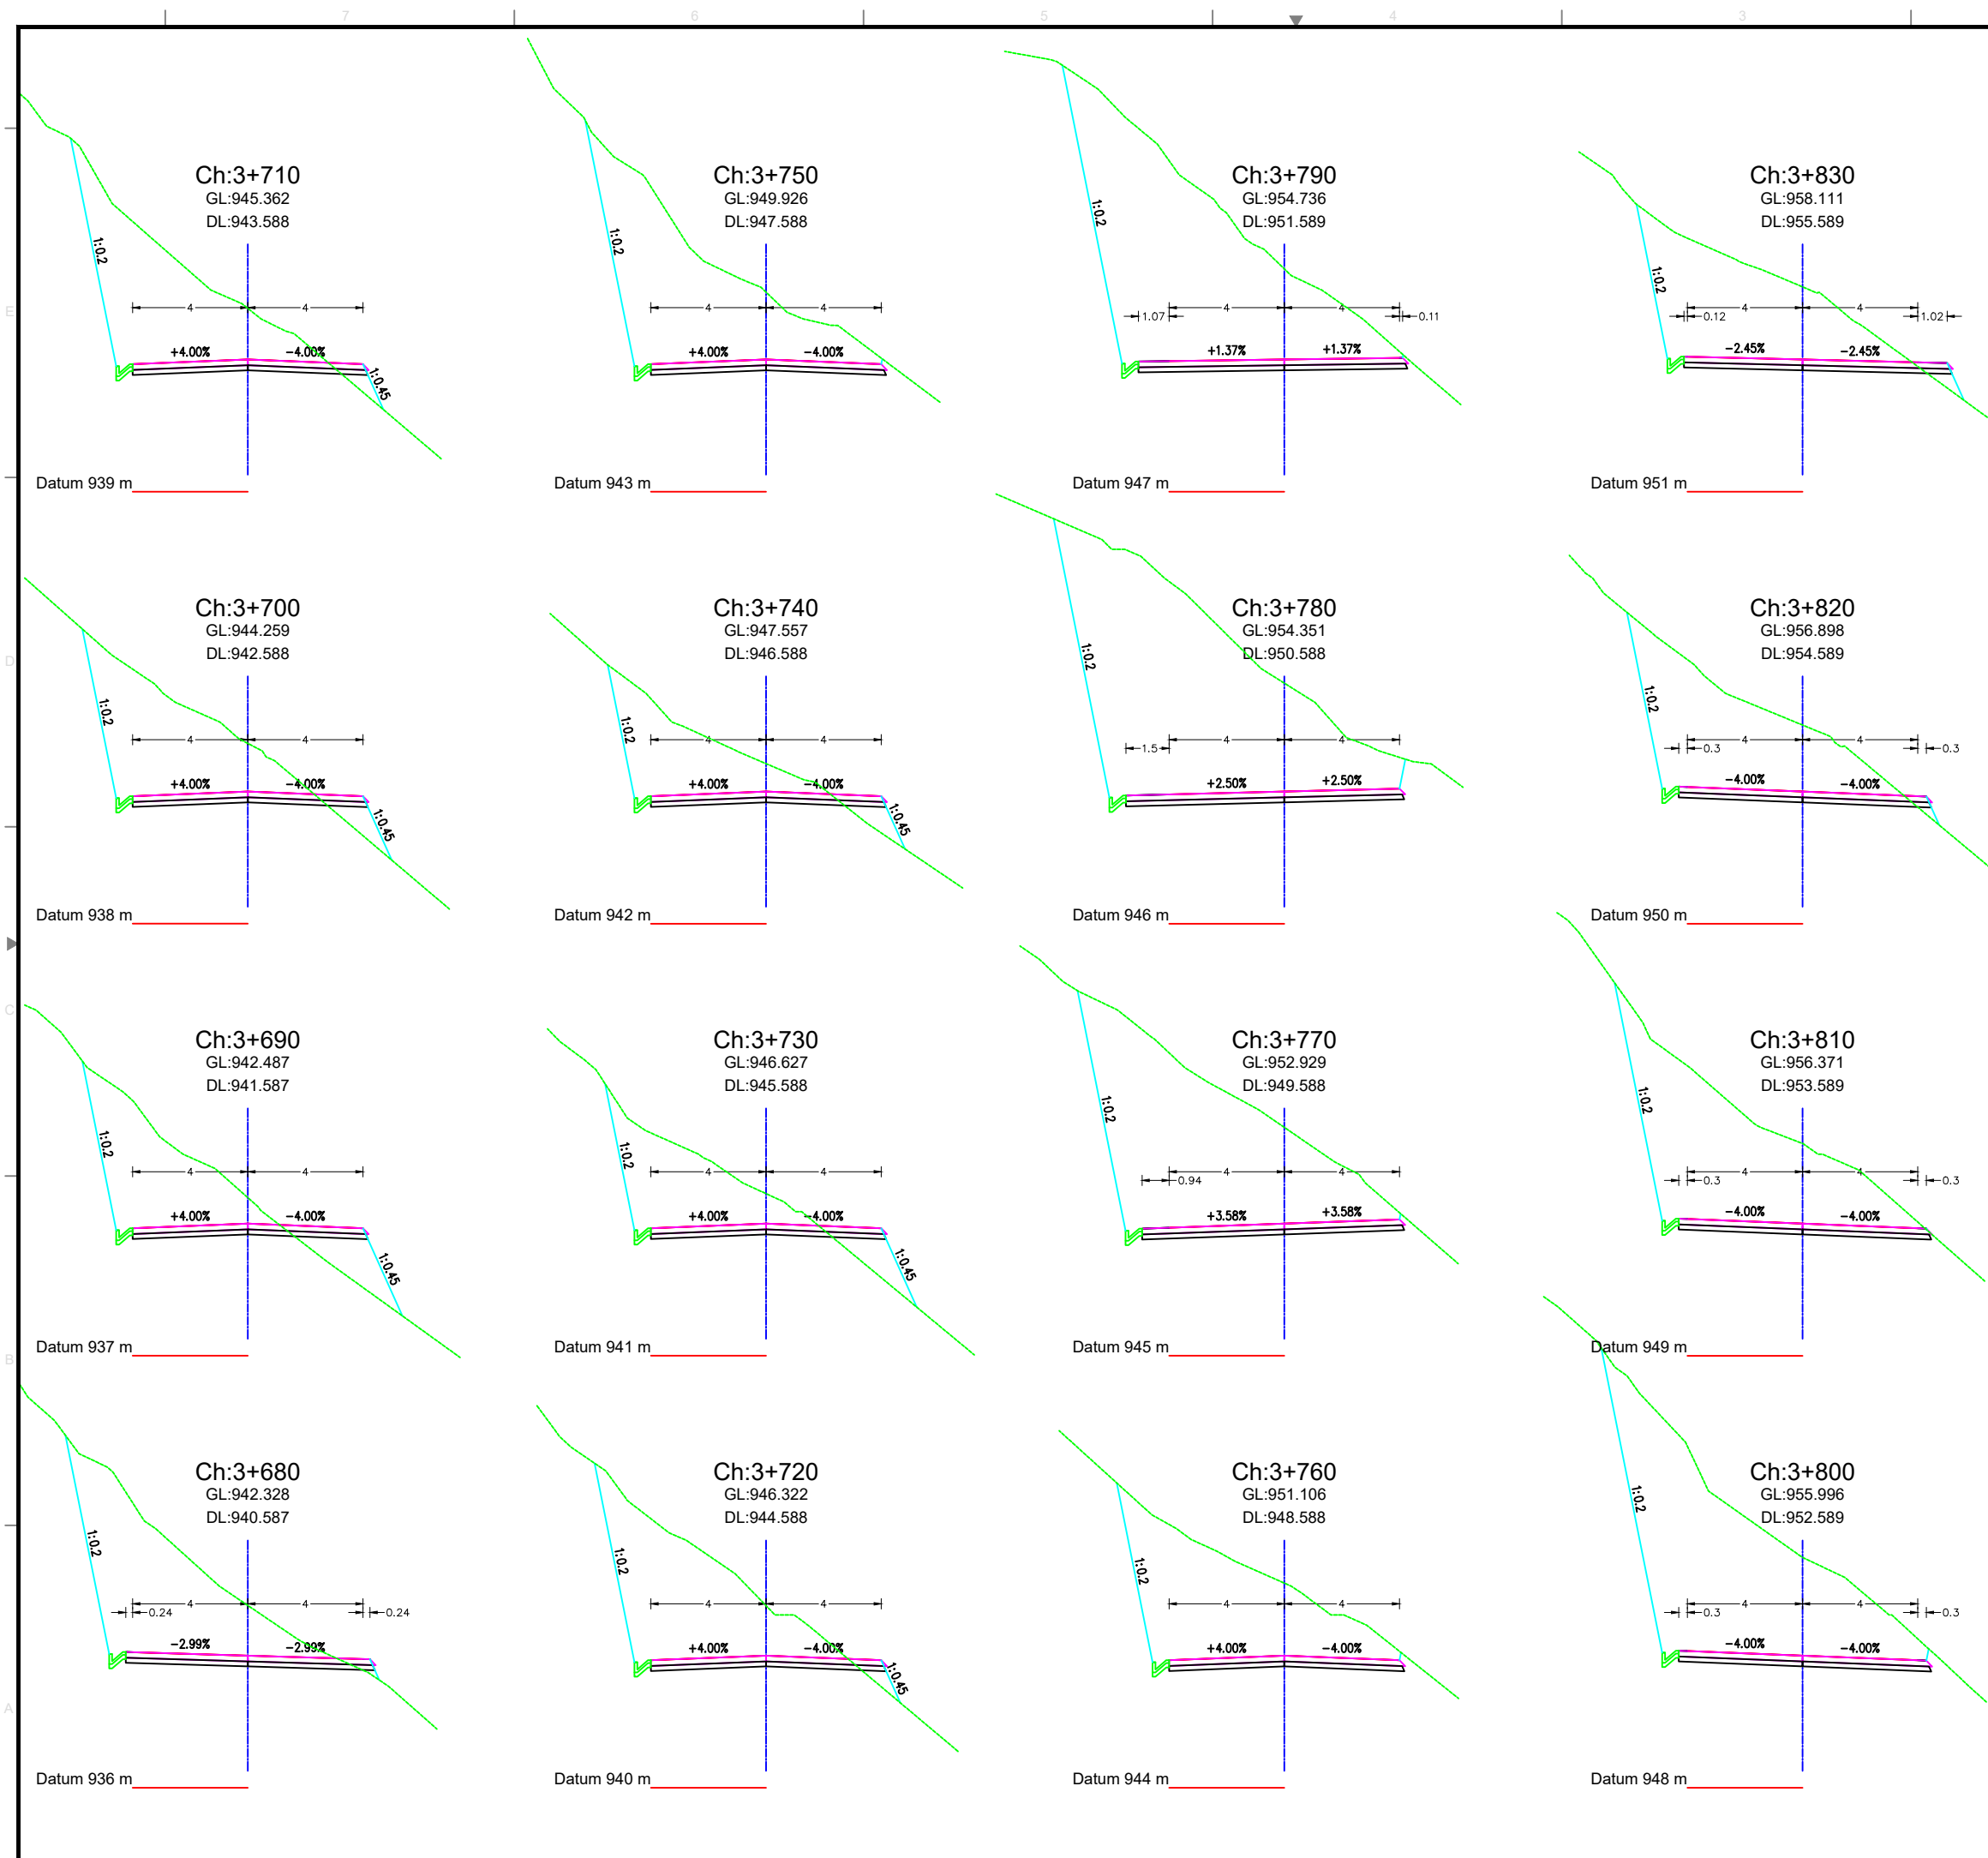 7 6 5 4 3
E
D
C
B
A
Ch:3+710
GL:945.362
DL:943.588
1:0.2
4 4
+4.00% -4.00%
1:0.45
Datum 939 m
Ch:3+750
GL:949.926
DL:947.588
1:0.2
4 4
+4.00% -4.00%
Datum 943 m
Ch:3+790
GL:954.736
DL:951.589
1:0.2
1.07 4 4 0.11
+1.37% +1.37%
Datum 947 m
Ch:3+830
GL:958.111
DL:955.589
1:0.2
0.12 4 4 1.02
-2.45% -2.45%
Datum 951 m
Ch:3+700
GL:944.259
DL:942.588
1:0.2
4 4
+4.00% -4.00%
1:0.45
Datum 938 m
Ch:3+740
GL:947.557
DL:946.588
1:0.2
4 4
+4.00% -4.00%
1:0.45
Datum 942 m
Ch:3+780
GL:954.351
DL:950.588
1:0.2
1.5 4 4
+2.50% +2.50%
Datum 946 m
Ch:3+820
GL:956.898
DL:954.589
1:0.2
0.3 4 4 0.3
-4.00% -4.00%
Datum 950 m
Ch:3+690
GL:942.487
DL:941.587
1:0.2
4 4
+4.00% -4.00%
1:0.45
Datum 937 m
Ch:3+730
GL:946.627
DL:945.588
1:0.2
4 4
+4.00% -4.00%
1:0.45
Datum 941 m
Ch:3+770
GL:952.929
DL:949.588
1:0.2
0.94 4 4
+3.58% +3.58%
Datum 945 m
Ch:3+810
GL:956.371
DL:953.589
1:0.2
0.3 4 4 0.3
-4.00% -4.00%
Datum 949 m
Ch:3+680
GL:942.328
DL:940.587
1:0.2
0.24 4 4 0.24
-2.99% -2.99%
Datum 936 m
Ch:3+720
GL:946.322
DL:944.588
1:0.2
4 4
+4.00% -4.00%
1:0.45
Datum 940 m
Ch:3+760
GL:951.106
DL:948.588
1:0.2
4 4
+4.00% -4.00%
Datum 944 m
Ch:3+800
GL:955.996
DL:952.589
1:0.2
0.3 4 4 0.3
-4.00% -4.00%
Datum 948 m